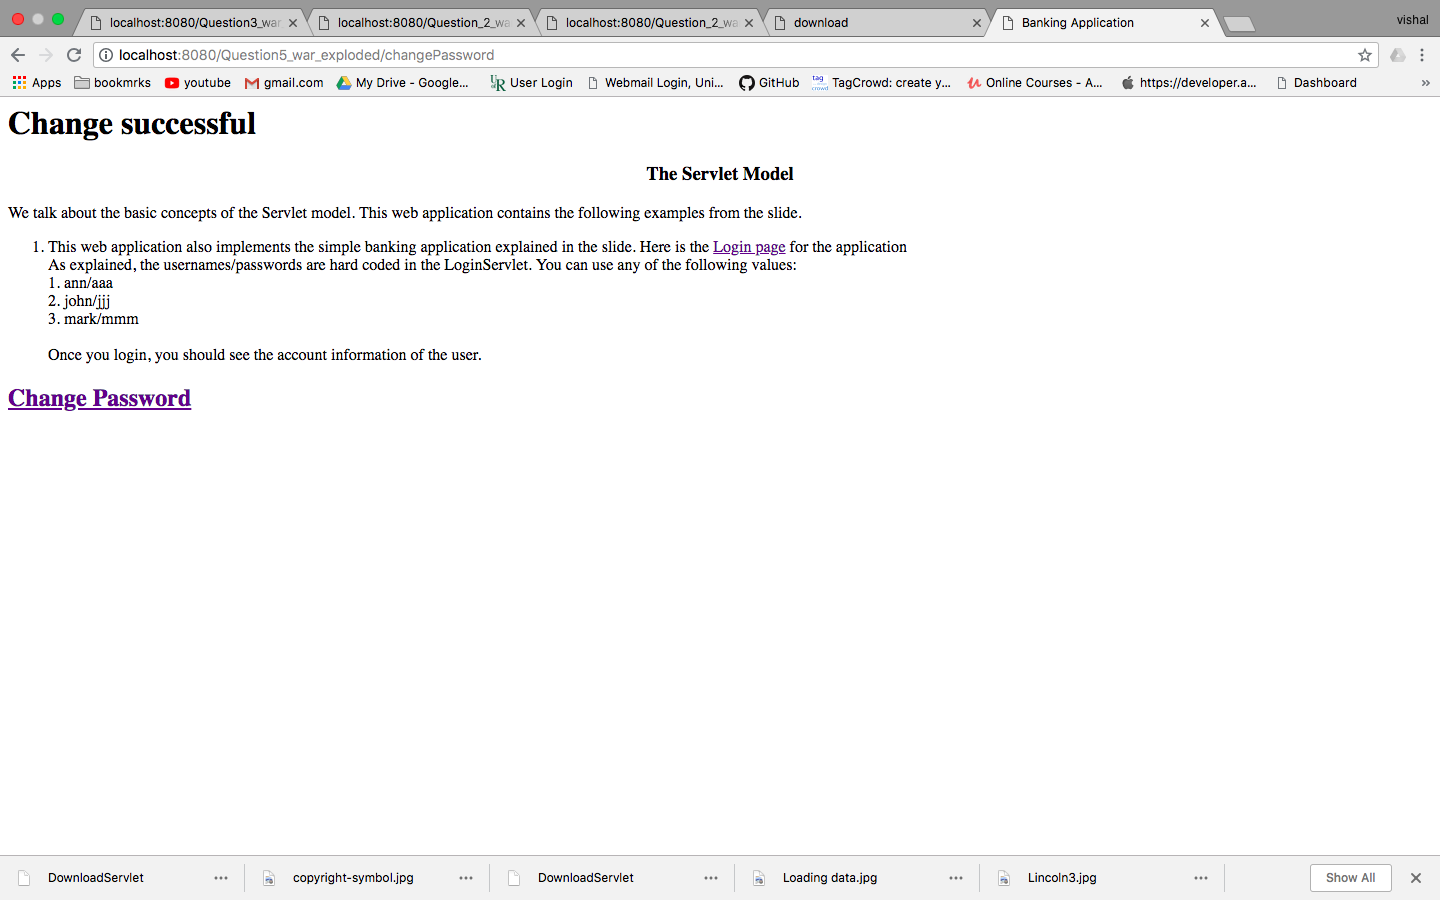 localhost:8080/Question3_war
localhost:8080/Question_2_wa
localhost:8080/Question_2_wa
download
Banking Application
vishal
localhost:8080/Question5_war_exploded/changePassword
Apps
bookmrks
youtube
gmail.com
My Drive - Google...
User Login
Webmail Login, Uni...
GitHub
tag
crowd
TagCrowd: create y...
Online Courses - A...
https://developer.a...
Dashboard
»
Change successful
The Servlet Model
We talk about the basic concepts of the Servlet model. This web application contains the following examples from the slide.
1. This web application also implements the simple banking application explained in the slide. Here is the Login page for the application
As explained, the usernames/passwords are hard coded in the LoginServlet. You can use any of the following values:
1. ann/aaa
2. john/jjj
3. mark/mmm
Once you login, you should see the account information of the user.
Change Password
DownloadServlet
copyright-symbol.jpg
DownloadServlet
Loading data.jpg
Lincoln3.jpg
Show All